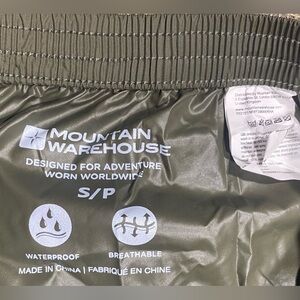 MOUNTAIN
WAREHOUSE
DESIGNED FOR ADVENTURE
WORN WORLDWIDE
S/P
WATERPROOF
BREATHABLE
MADE IN CHINA | FABRIQUÉ EN CHINE